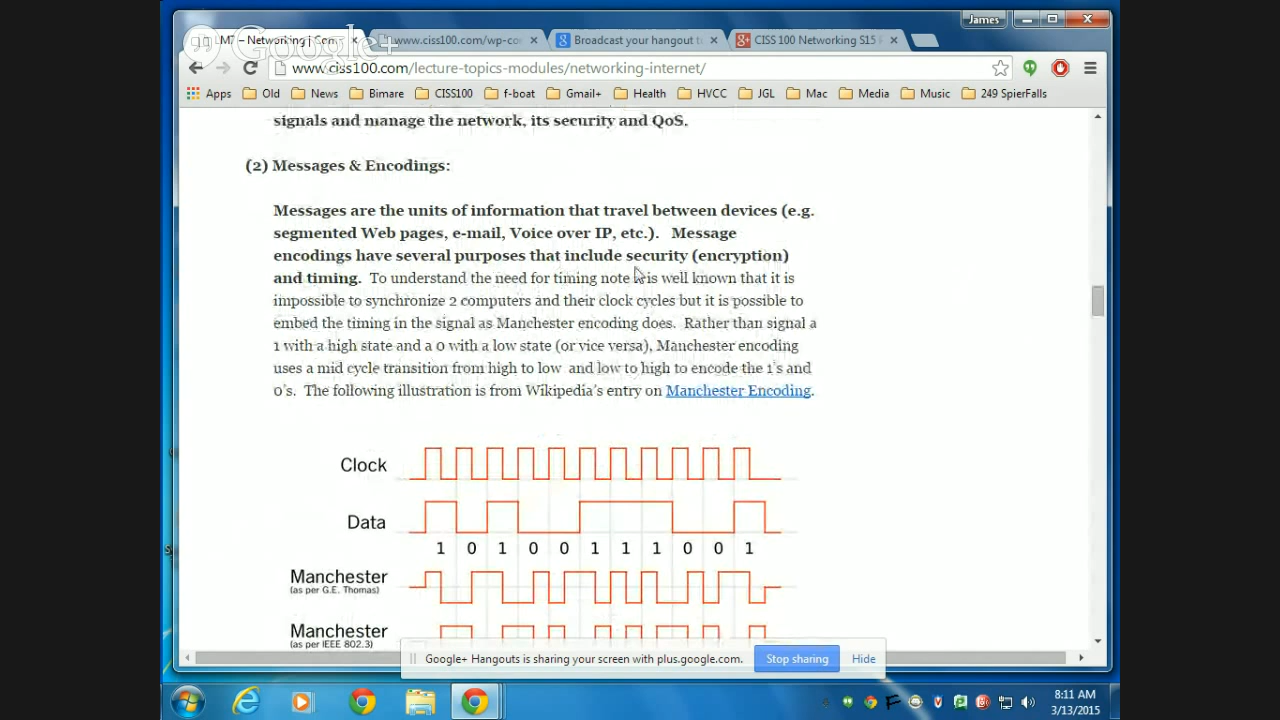 James
Google+
LM7 – Networking | Com
www.ciss100.com/wp-co
Broadcast your hangout
CISS 100 Networking S15
www.ciss100.com/lecture-topics-modules/networking-internet/
Apps Old News Bimare CISS100 f-boat Gmail+ Health HVCC JGL Mac Media Music 249 SpierFalls
signals and manage the network, its security and QoS.
(2) Messages & Encodings:
Messages are the units of information that travel between devices (e.g.
segmented Web pages, e-mail, Voice over IP, etc.). Message
encodings have several purposes that include security (encryption)
and timing. To understand the need for timing note it is well known that it is
impossible to synchronize 2 computers and their clock cycles but it is possible to
embed the timing in the signal as Manchester encoding does. Rather than signal a
1 with a high state and a 0 with a low state (or vice versa), Manchester encoding
uses a mid cycle transition from high to low and low to high to encode the 1's and
0's. The following illustration is from Wikipedia's entry on Manchester Encoding.
Clock
Data
1 0 1 0 0 1 1 1 0 0 1
Manchester
(as per G.E. Thomas)
Manchester
(as per IEEE 802.3)
Google+ Hangouts is sharing your screen with plus.google.com. Stop sharing Hide
8:11 AM
3/13/2015